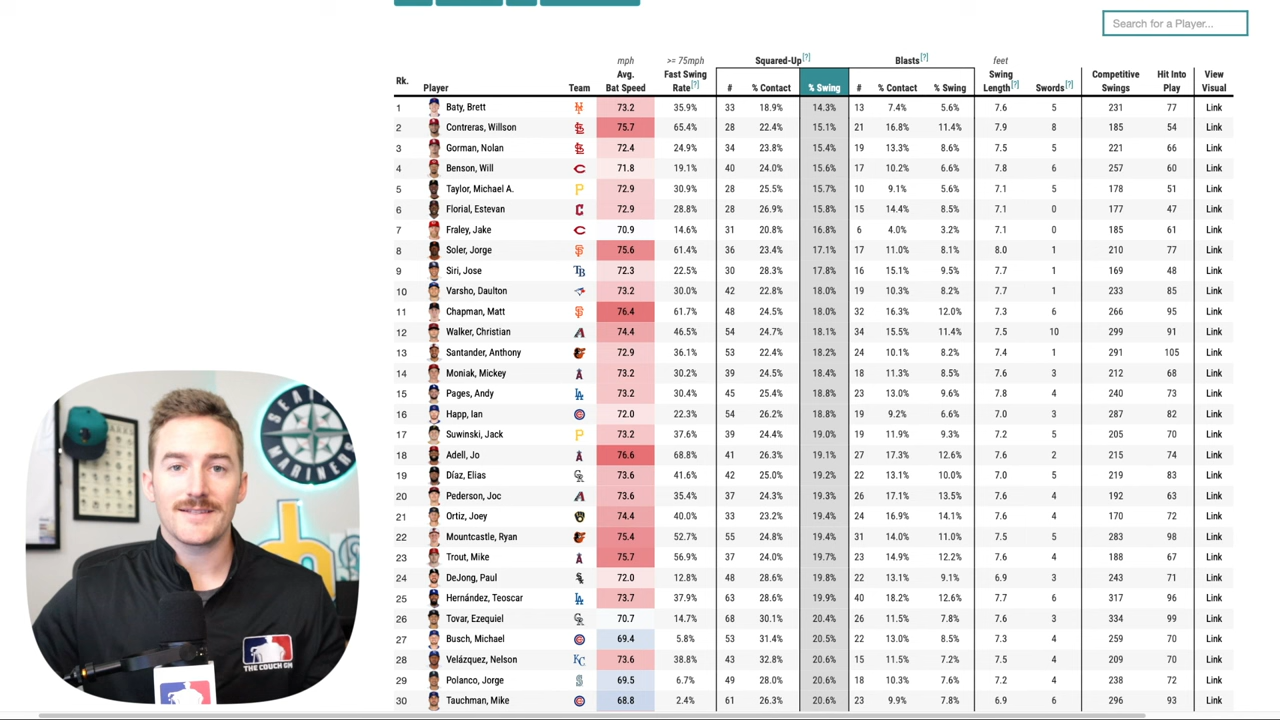 Search for a Player...
mph >= 75mph Squared-Up[?] Blasts[?] feet
Rk. Player Team Avg. Bat Speed Fast Swing Rate[?] # % Contact % Swing # % Contact % Swing Swing Length[?] Swords[?] Competitive Swings Hit Into Play View Visual
1 Baty, Brett 73.2 35.9% 33 18.9% 14.3% 13 7.4% 5.6% 7.6 5 231 77 Link
2 Contreras, Willson 75.7 65.4% 28 22.4% 15.1% 21 16.8% 11.4% 7.9 8 185 54 Link
3 Gorman, Nolan 72.4 24.9% 34 23.8% 15.4% 19 13.3% 8.6% 7.5 5 221 66 Link
4 Benson, Will 71.8 19.1% 40 24.0% 15.6% 17 10.2% 6.6% 7.8 6 257 60 Link
5 Taylor, Michael A. 72.9 30.9% 28 25.5% 15.7% 10 9.1% 5.6% 7.1 5 178 51 Link
6 Florial, Estevan 72.9 28.8% 28 26.9% 15.8% 15 14.4% 8.5% 7.1 0 177 47 Link
7 Fraley, Jake 70.9 14.6% 31 20.8% 16.8% 6 4.0% 3.2% 7.1 0 185 61 Link
8 Soler, Jorge 75.6 61.4% 36 23.4% 17.1% 17 11.0% 8.1% 8.0 1 210 77 Link
9 Siri, Jose 72.3 22.5% 30 28.3% 17.8% 16 15.1% 9.5% 7.7 1 169 48 Link
10 Varsho, Daulton 73.2 30.0% 42 22.8% 18.0% 19 10.3% 8.2% 7.7 1 233 85 Link
11 Chapman, Matt 76.4 61.7% 48 24.5% 18.0% 32 16.3% 12.0% 7.3 6 266 95 Link
12 Walker, Christian 74.4 46.5% 54 24.7% 18.1% 34 15.5% 11.4% 7.5 10 299 91 Link
13 Santander, Anthony 72.9 36.1% 53 22.4% 18.2% 24 10.1% 8.2% 7.4 1 291 105 Link
14 Moniak, Mickey 73.2 30.2% 39 24.5% 18.4% 18 11.3% 8.5% 7.6 3 212 68 Link
15 Pages, Andy 73.2 30.4% 45 25.4% 18.8% 23 13.0% 9.6% 7.8 4 240 73 Link
16 Happ, Ian 72.0 22.3% 54 26.2% 18.8% 19 9.2% 6.6% 7.0 3 287 82 Link
17 Suwinski, Jack 73.2 37.6% 39 24.4% 19.0% 19 11.9% 9.3% 7.2 5 205 70 Link
18 Adell, Jo 76.6 68.8% 41 26.3% 19.1% 27 17.3% 12.6% 7.6 2 215 74 Link
19 Díaz, Elias 73.6 41.6% 42 25.0% 19.2% 22 13.1% 10.0% 7.0 5 219 83 Link
20 Pederson, Joc 73.6 35.4% 37 24.3% 19.3% 26 17.1% 13.5% 7.6 4 192 63 Link
21 Ortiz, Joey 74.4 40.0% 33 23.2% 19.4% 24 16.9% 14.1% 7.6 4 170 72 Link
22 Mountcastle, Ryan 75.4 52.7% 55 24.8% 19.4% 31 14.0% 11.0% 7.5 5 283 98 Link
23 Trout, Mike 75.7 56.9% 37 24.0% 19.7% 23 14.9% 12.2% 7.6 4 188 67 Link
24 DeJong, Paul 72.0 12.8% 48 28.6% 19.8% 22 13.1% 9.1% 6.9 3 243 71 Link
25 Hernández, Teoscar 73.7 37.9% 63 28.6% 19.9% 40 18.2% 12.6% 7.7 6 317 96 Link
26 Tovar, Ezequiel 70.7 14.7% 68 30.1% 20.4% 26 11.5% 7.8% 7.6 3 334 99 Link
27 Busch, Michael 69.4 5.8% 53 31.4% 20.5% 22 13.0% 8.5% 7.3 4 259 70 Link
28 Velázquez, Nelson 73.6 38.8% 43 32.8% 20.6% 15 11.5% 7.2% 7.5 4 209 70 Link
29 Polanco, Jorge 69.5 6.7% 49 28.0% 20.6% 18 10.3% 7.6% 7.2 4 238 72 Link
30 Tauchman, Mike 68.8 2.4% 61 26.3% 20.6% 23 9.9% 7.8% 6.9 6 296 93 Link
SEATTLE MARINERS
THE COUCH GM